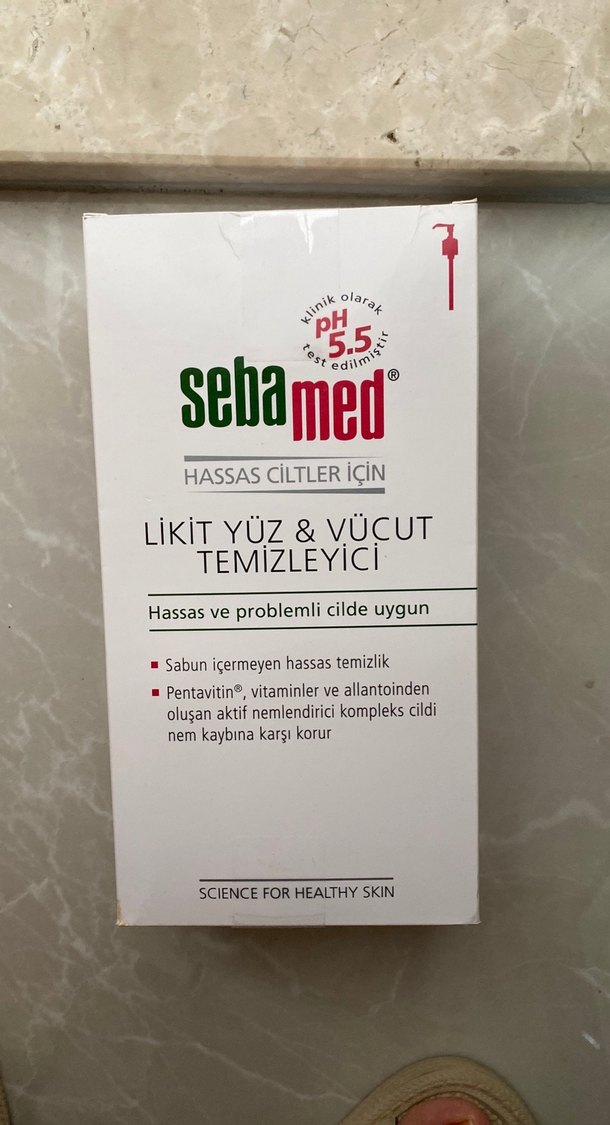 klinik olarak
pH
5.5
test edilmiştir
sebamed®
HASSAS CİLTLER İÇİN
LİKİT YÜZ & VÜCUT
TEMİZLEYİCİ
Hassas ve problemli cilde uygun
▪ Sabun içermeyen hassas temizlik
▪ Pentavitin®, vitaminler ve allantoinden
oluşan aktif nemlendirici kompleks cildi
nem kaybına karşı korur
SCIENCE FOR HEALTHY SKIN